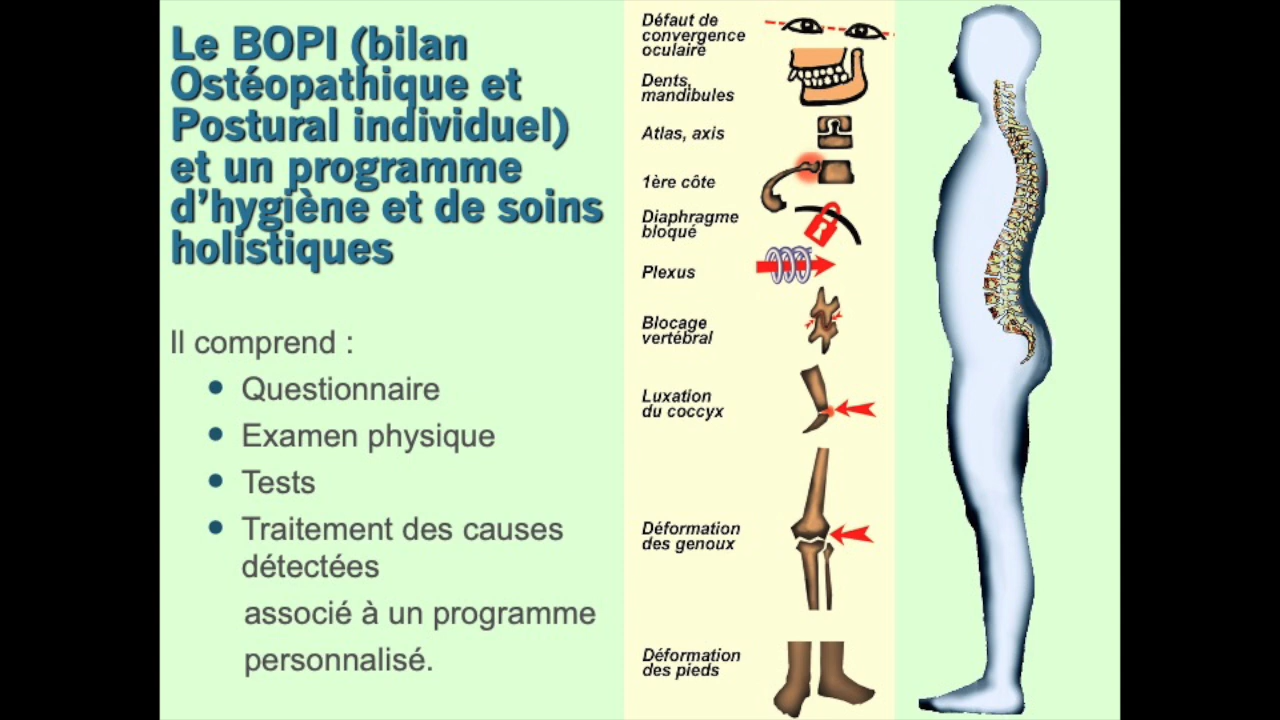 Le BOPI (bilan
Ostéopathique et
Postural individuel)
et un programme
d’hygiène et de soins
holistiques
Il comprend :
• Questionnaire
• Examen physique
• Tests
• Traitement des causes
détectées
associé à un programme
personnalisé.
Défaut de
convergence
oculaire
Dents,
mandibules
Atlas, axis
1ère côte
Diaphragme
bloqué
Plexus
Blocage
vertébral
Luxation
du coccyx
Déformation
des genoux
Déformation
des pieds